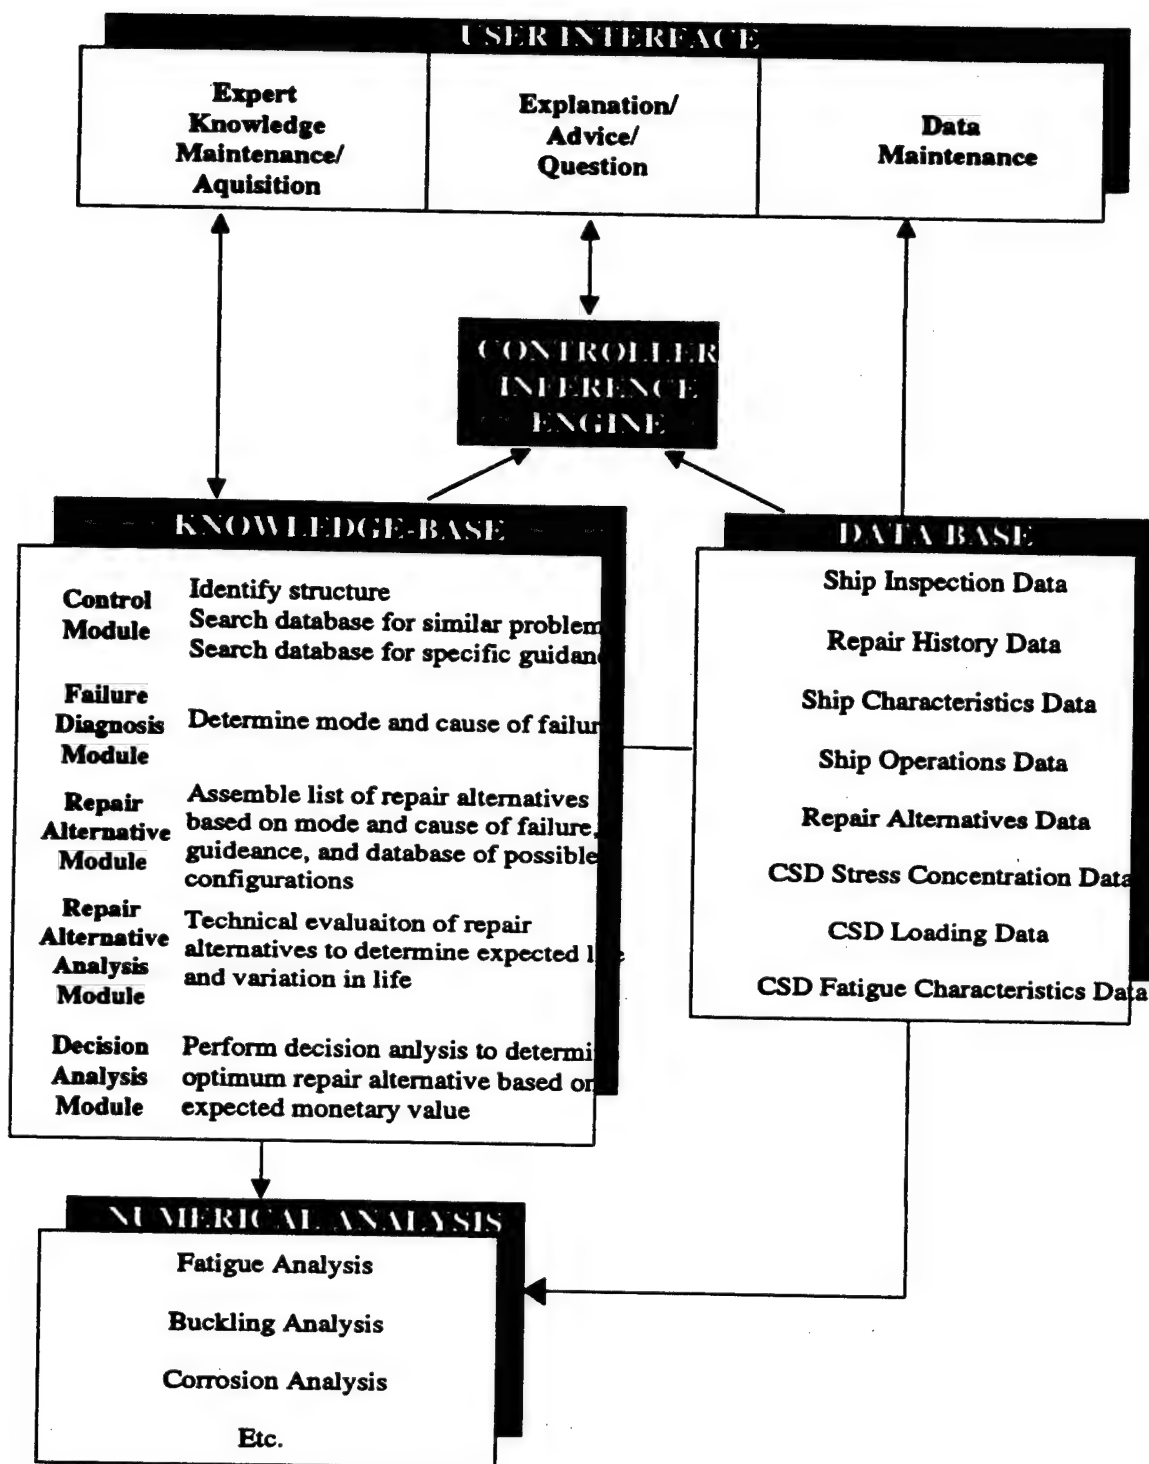 USER INTERFACE
Expert
Knowledge
Maintenance/
Aquisition
Explanation/
Advice/
Question
Data
Maintenance
CONTROLLER
INFERENCE
ENGINE
KNOWLEDGE-BASE
Control
Module
Identify structure
Search database for similar problem
Search database for specific guidan
Failure
Diagnosis
Module
Determine mode and cause of failur
Repair
Alternative
Module
Assemble list of repair alternatives
based on mode and cause of failure,
guideance, and database of possible
configurations
Repair
Alternative
Analysis
Module
Technical evaluaiton of repair
alternatives to determine expected life
and variation in life
Decision
Analysis
Module
Perform decision anlysis to determi
optimum repair alternative based on
expected monetary value
DATA BASE
Ship Inspection Data
Repair History Data
Ship Characteristics Data
Ship Operations Data
Repair Alternatives Data
CSD Stress Concentration Data
CSD Loading Data
CSD Fatigue Characteristics Data
NUMERICAL ANALYSIS
Fatigue Analysis
Buckling Analysis
Corrosion Analysis
Etc.